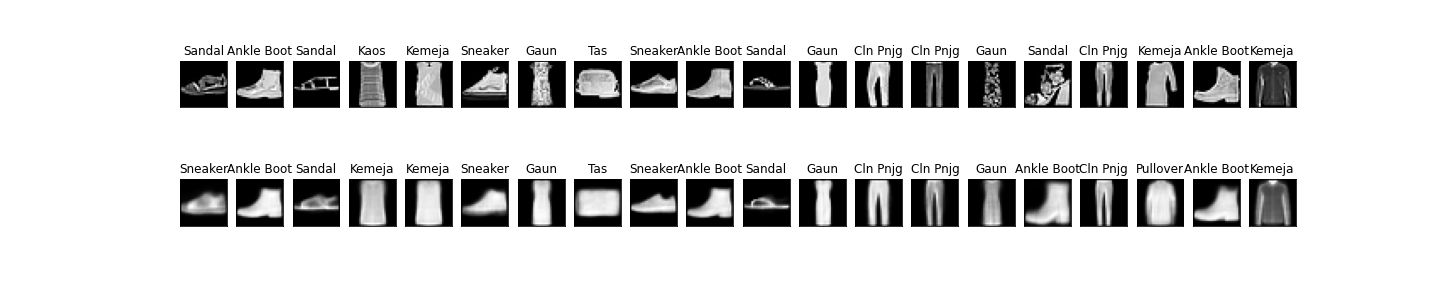 Sandal Ankle Boot Sandal Kaos Kemeja Sneaker Gaun Tas Sneaker Ankle Boot Sandal Gaun Cln Pnjg Cln Pnjg Gaun Sandal Cln Pnjg Kemeja Ankle Boot Kemeja
Sneaker Ankle Boot Sandal Kemeja Kemeja Sneaker Gaun Tas Sneaker Ankle Boot Sandal Gaun Cln Pnjg Cln Pnjg Gaun Ankle Boot Cln Pnjg Pullover Ankle Boot Kemeja